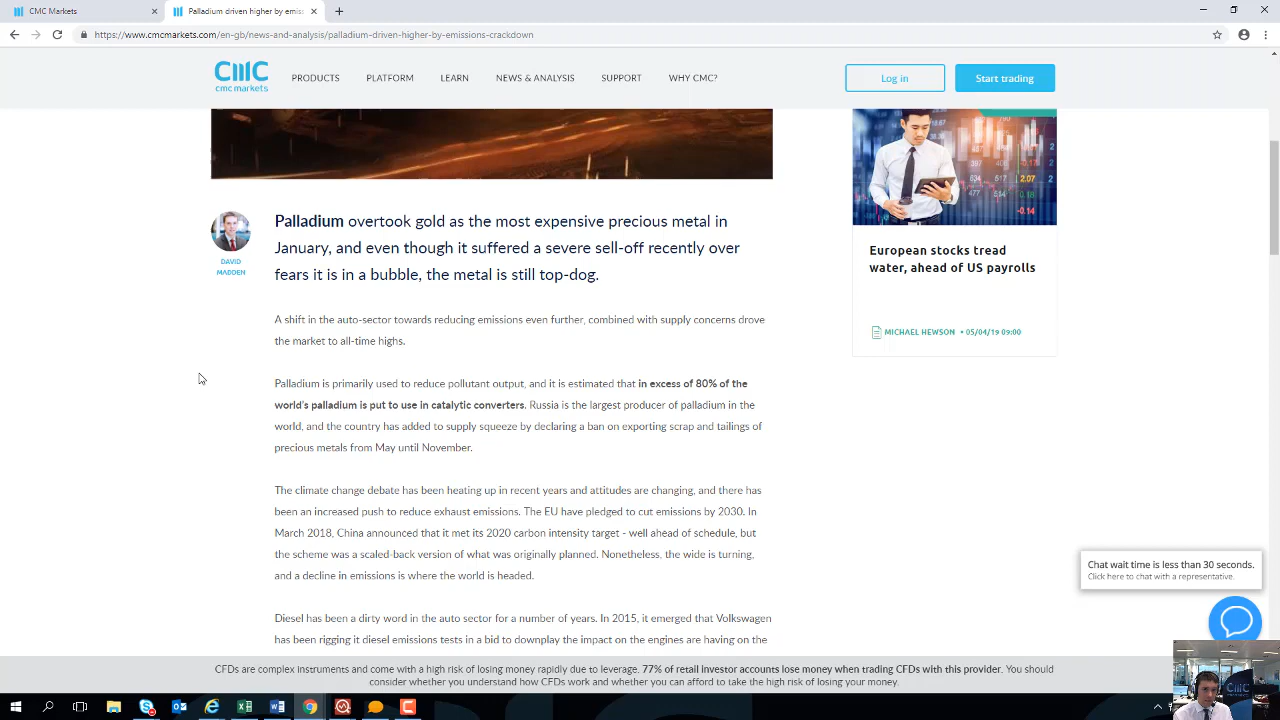 CMC Markets
Palladium driven higher by emis
https://www.cmcmarkets.com/en-gb/news-and-analysis/palladium-driven-higher-by-emissions-crackdown
cmc
cmc markets
PRODUCTS
PLATFORM
LEARN
NEWS & ANALYSIS
SUPPORT
WHY CMC?
Log in
Start trading
DAVID
MADDEN
Palladium overtook gold as the most expensive precious metal in
January, and even though it suffered a severe sell-off recently over
fears it is in a bubble, the metal is still top-dog.
A shift in the auto-sector towards reducing emissions even further, combined with supply concerns drove
the market to all-time highs.
Palladium is primarily used to reduce pollutant output, and it is estimated that in excess of 80% of the
world's palladium is put to use in catalytic converters. Russia is the largest producer of palladium in the
world, and the country has added to supply squeeze by declaring a ban on exporting scrap and tailings of
precious metals from May until November.
The climate change debate has been heating up in recent years and attitudes are changing, and there has
been an increased push to reduce exhaust emissions. The EU have pledged to cut emissions by 2030. In
March 2018, China announced that it met its 2020 carbon intensity target - well ahead of schedule, but
the scheme was a scaled-back version of what was originally planned. Nonetheless, the wide is turning,
and a decline in emissions is where the world is headed.
Diesel has been a dirty word in the auto sector for a number of years. In 2015, it emerged that Volkswagen
has been rigging it diesel emissions tests in a bid to downplay the impact on the engines are having on the
2.07
0.18
-0.14
634
517
474
517
European stocks tread
water, ahead of US payrolls
MICHAEL HEWSON • 05/04/19 09:00
Chat wait time is less than 30 seconds.
Click here to chat with a representative.
CFDs are complex instruments and come with a high risk of losing money rapidly due to leverage. 77% of retail investor accounts lose money when trading CFDs with this provider. You should
consider whether you understand how CFDs work and whether you can afford to take the high risk of losing your money.